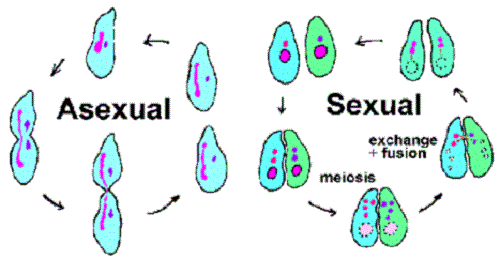 Asexual
Sexual
exchange
+ fusion
meiosis